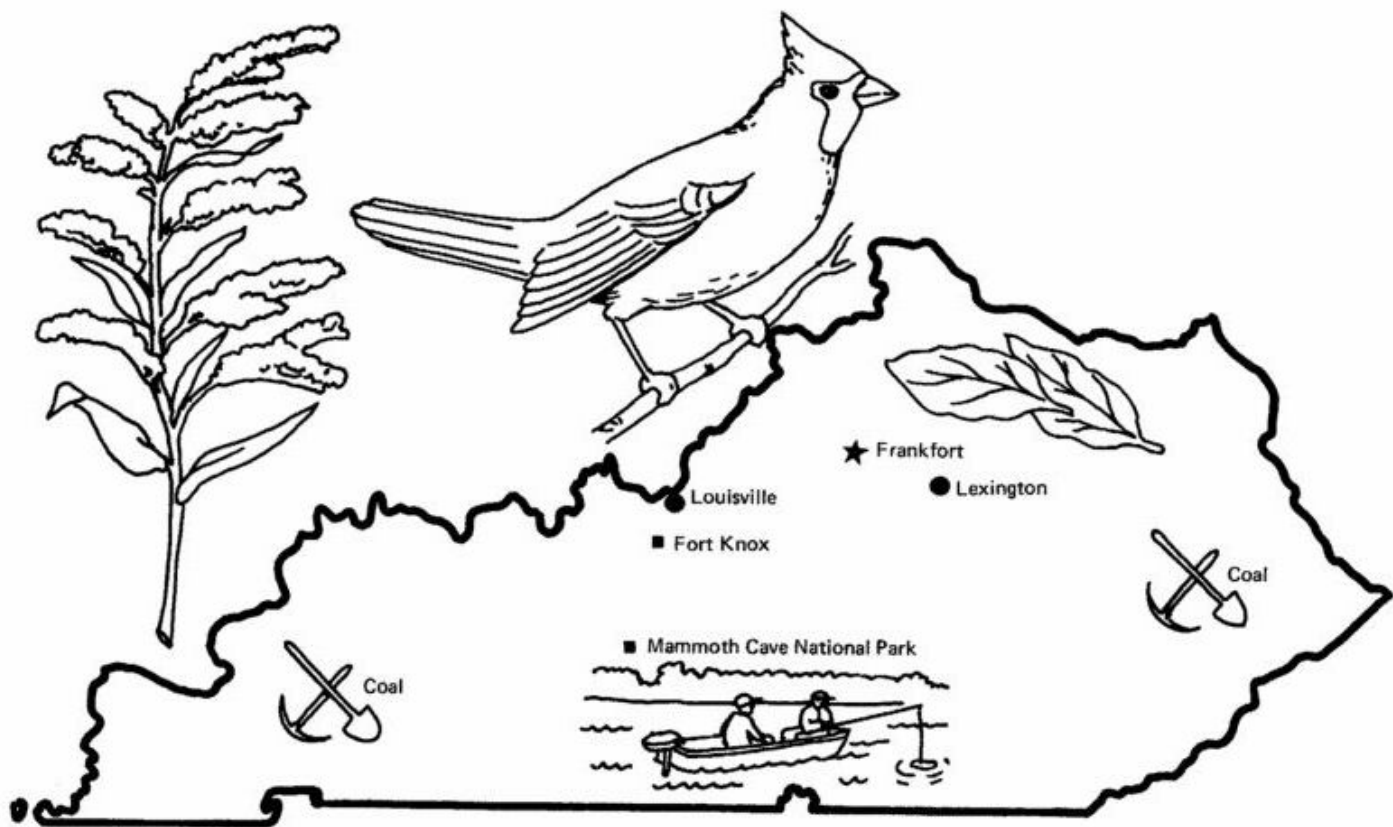 Frankfort
Lexington
Louisville
Fort Knox
Coal
Mammoth Cave National Park
Coal